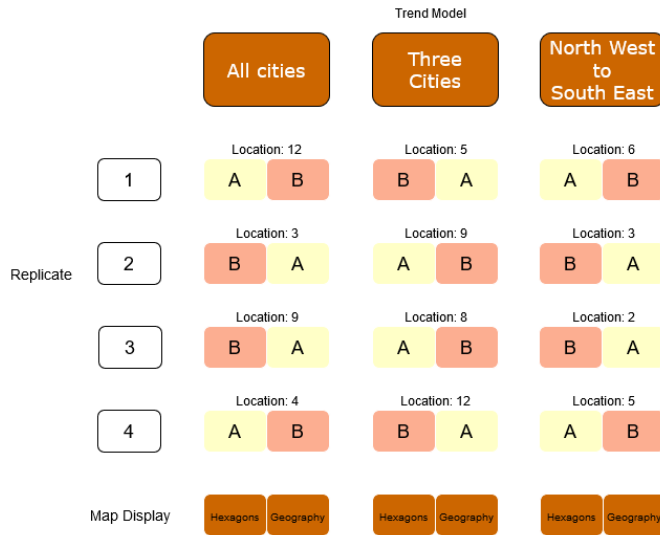 Trend Model
All cities
Three
Cities
North West
to
South East
Location: 12
Location: 5
Location: 6
1
A B
B A
A B
Location: 3
Location: 9
Location: 3
Replicate
2
B A
A B
B A
Location: 9
Location: 8
Location: 2
3
B A
A B
B A
Location: 4
Location: 12
Location: 5
4
A B
B A
A B
Map Display
Hexagons Geography
Hexagons Geography
Hexagons Geography